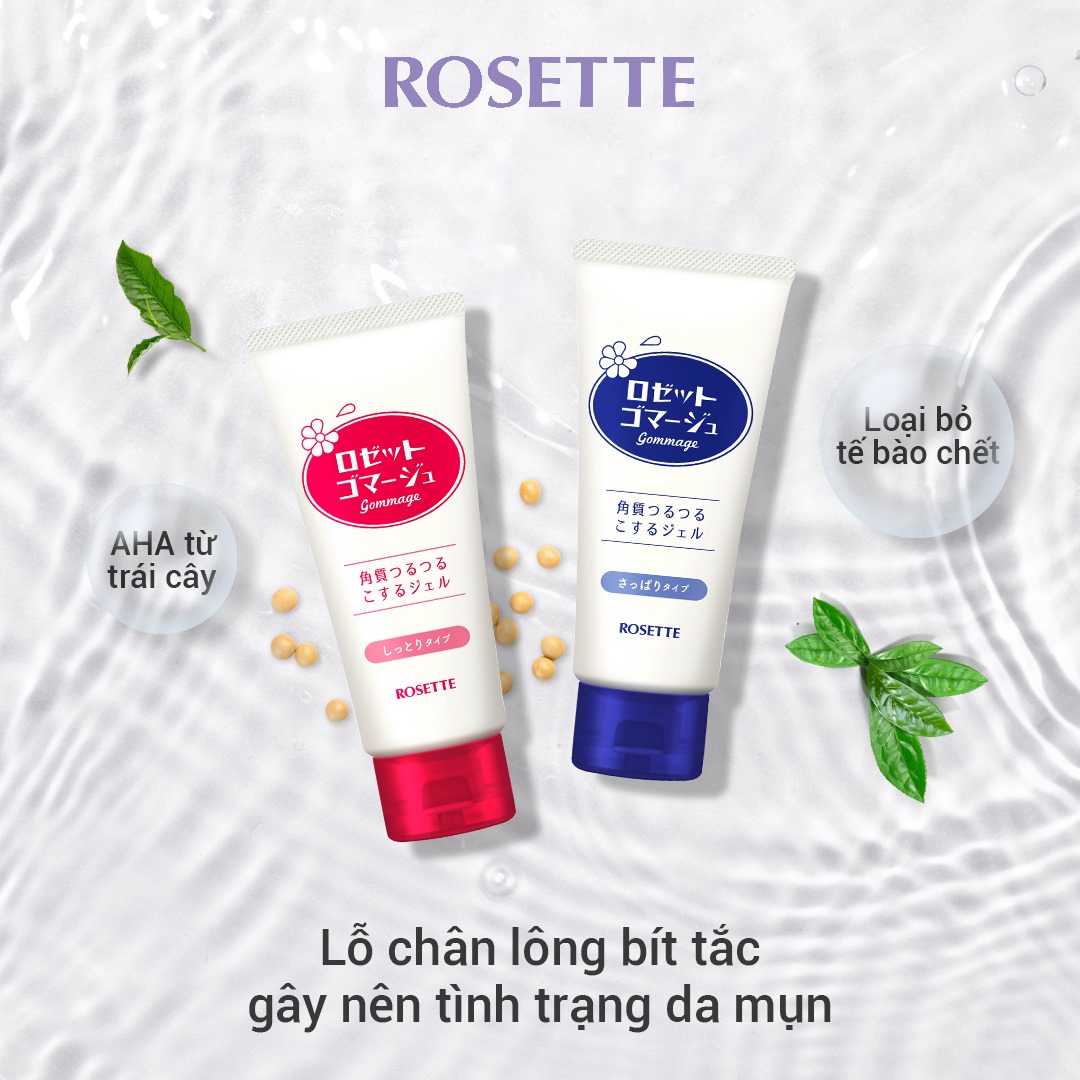 ROSETTE
ロゼット
ゴマージュ
Gommage
角質つるつる
こするジェル
しっとりタイプ
ROSETTE
ロゼット
ゴマージュ
Gommage
角質つるつる
こするジェル
さっぱりタイプ
ROSETTE
AHA từ
trái cây
Loại bỏ
tế bào chết
Lỗ chân lông bít tắc
gây nên tình trạng da mụn